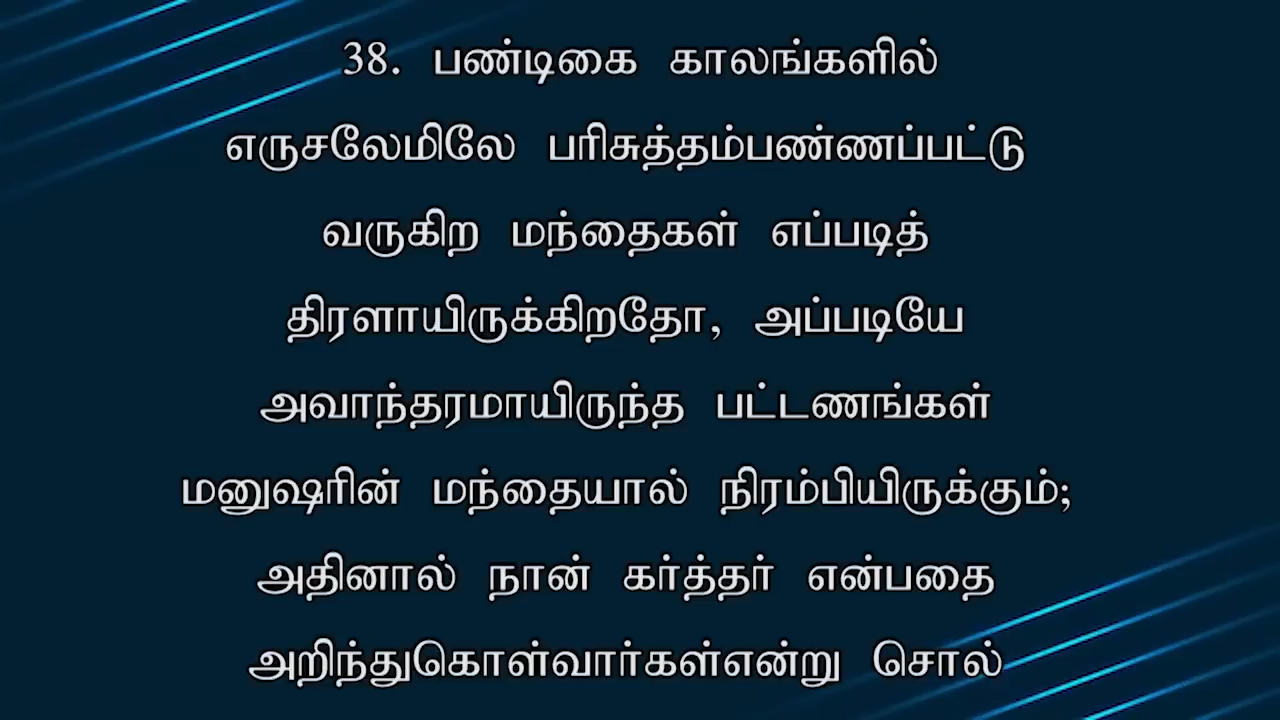 38. பண்டிகை காலங்களில்
எருசலேமிலே பரிசுத்தம்பண்ணப்பட்டு
வருகிற மந்தைகள் எப்படித்
திரளாயிருக்கிறதோ, அப்படியே
அவாந்தரமாயிருந்த பட்டணங்கள்
மனுஷரின் மந்தையால் நிரம்பியிருக்கும்;
அதினால் நான் கர்த்தர் என்பதை
அறிந்துகொள்வார்கள்என்று சொல்